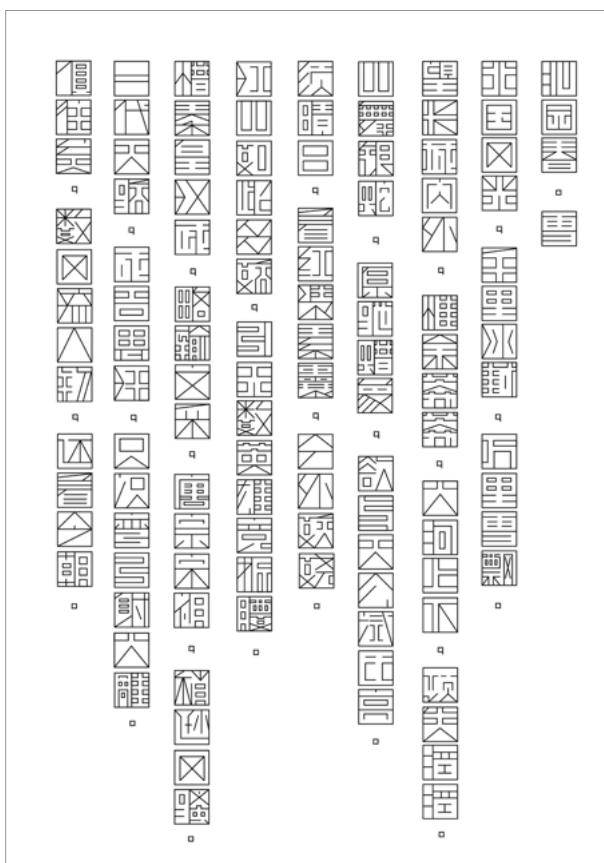 沁园春。雪
北国风光，千里冰封，万里雪飘。
望长城内外，惟余莽莽，大河上下，顿失滔滔。
山舞银蛇，原驰蜡象，欲与天公试比高。
须晴日，看红装素裹，分外妖娆。
江山如此多娇，引无数英雄竞折腰。
惜秦皇汉武，略输文采，唐宗宋祖，稍逊风骚。
一代天骄，成吉思汗，只识弯弓射大雕。
俱往矣，数风流人物，还看今朝。